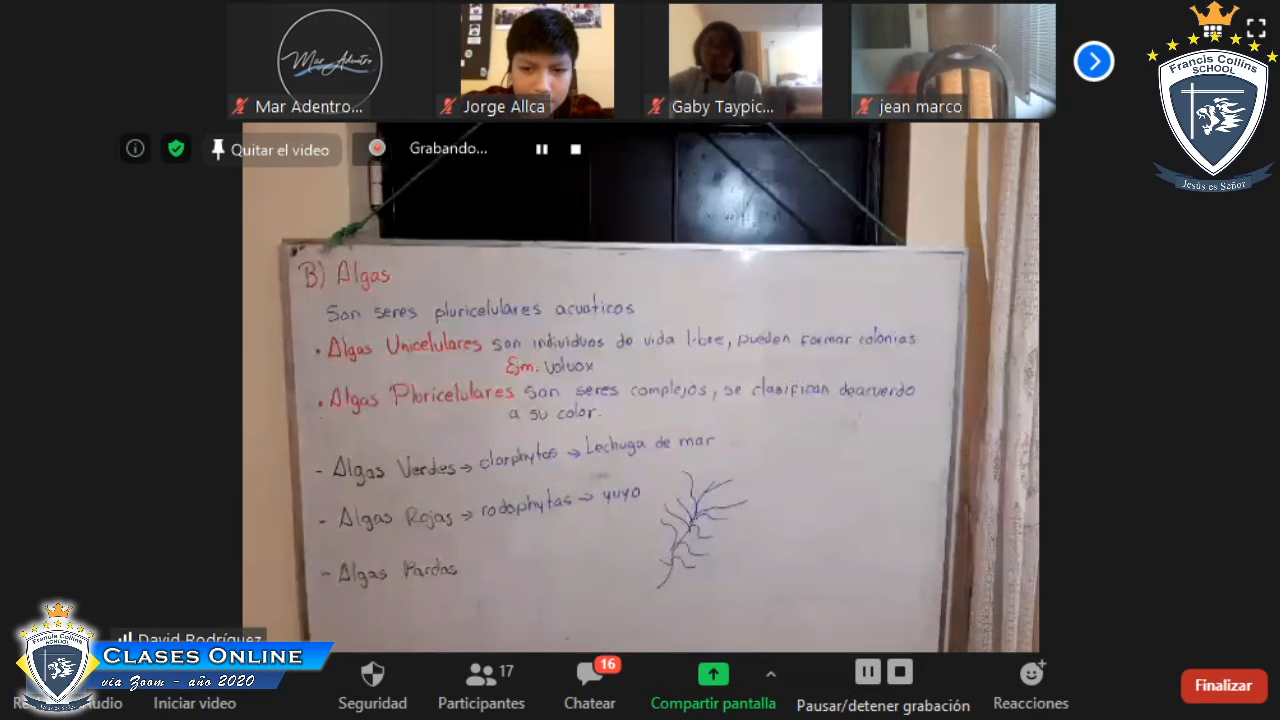 Mar Adentro...
Jorge Allca
Gaby Taypic...
jean marco
Francis Collins
SCHOOL
Jesús es Señor
Quitar el video
Grabando...
B) Algas
Son seres pluricelulares acuaticos
• Algas Unicelulares son individuos de vida libre, pueden formar colonias
Ejm. Volvox
• Algas Pluricelulares son seres complejos, se clasifican deacuerdo
a su color.
- Algas Verdes → clorphytas → Lechuga de mar
- Algas Rojas → rodophytas → yuyo
- Algas Pardas
David Rodríguez
CLASES ONLINE
vía Zoom - año 2020
Iniciar video
Seguridad
17
Participantes
16
Chatear
Compartir pantalla
Pausar/detener grabación
Reacciones
Finalizar